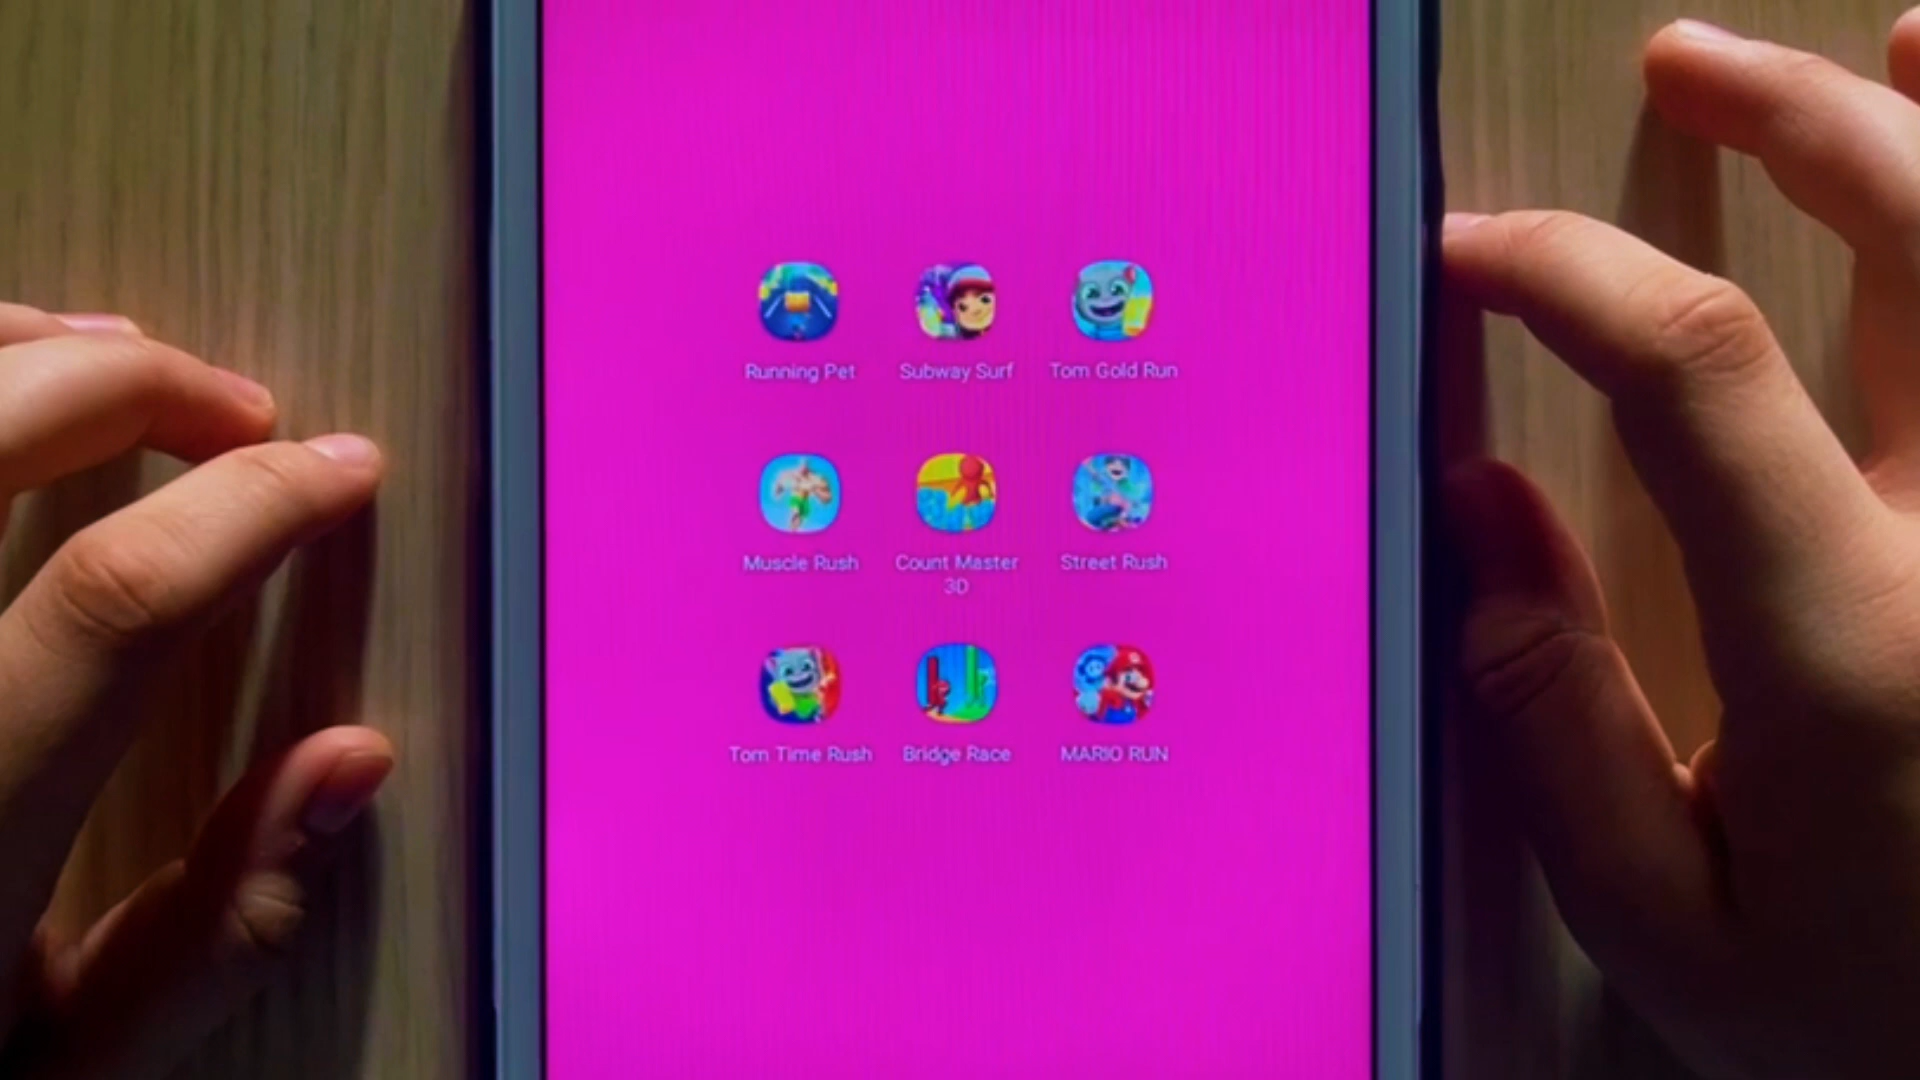 Running Pet
Subway Surf
Tom Gold Run
Muscle Rush
Count Master
3D
Street Rush
Tom Time Rush
Bridge Race
MARIO RUN